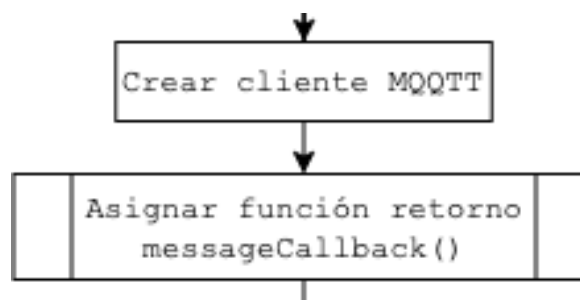 Crear cliente MQQTT
Asignar función retorno
messageCallback()